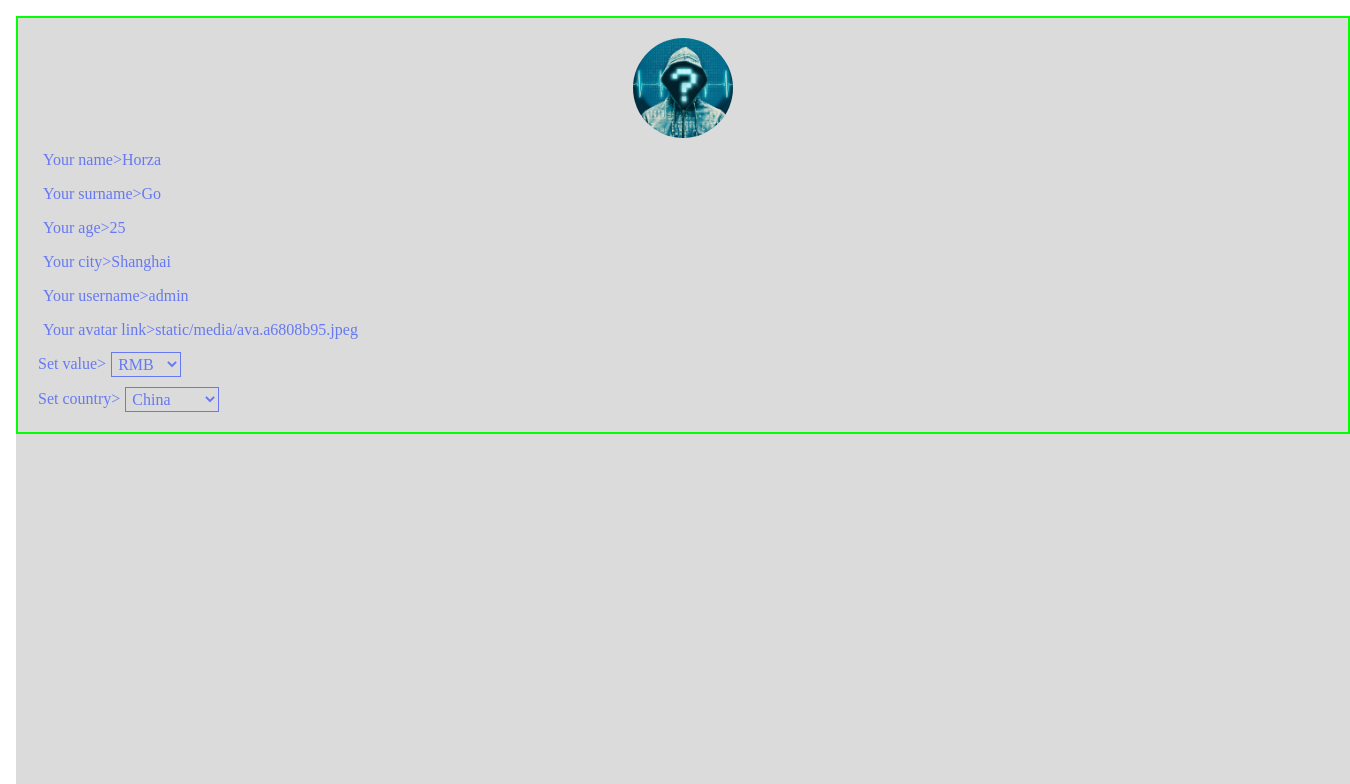 ?
Your name>Horza
Your surname>Go
Your age>25
Your city>Shanghai
Your username>admin
Your avatar link>static/media/ava.a6808b95.jpeg
Set value> RMB
Set country> China